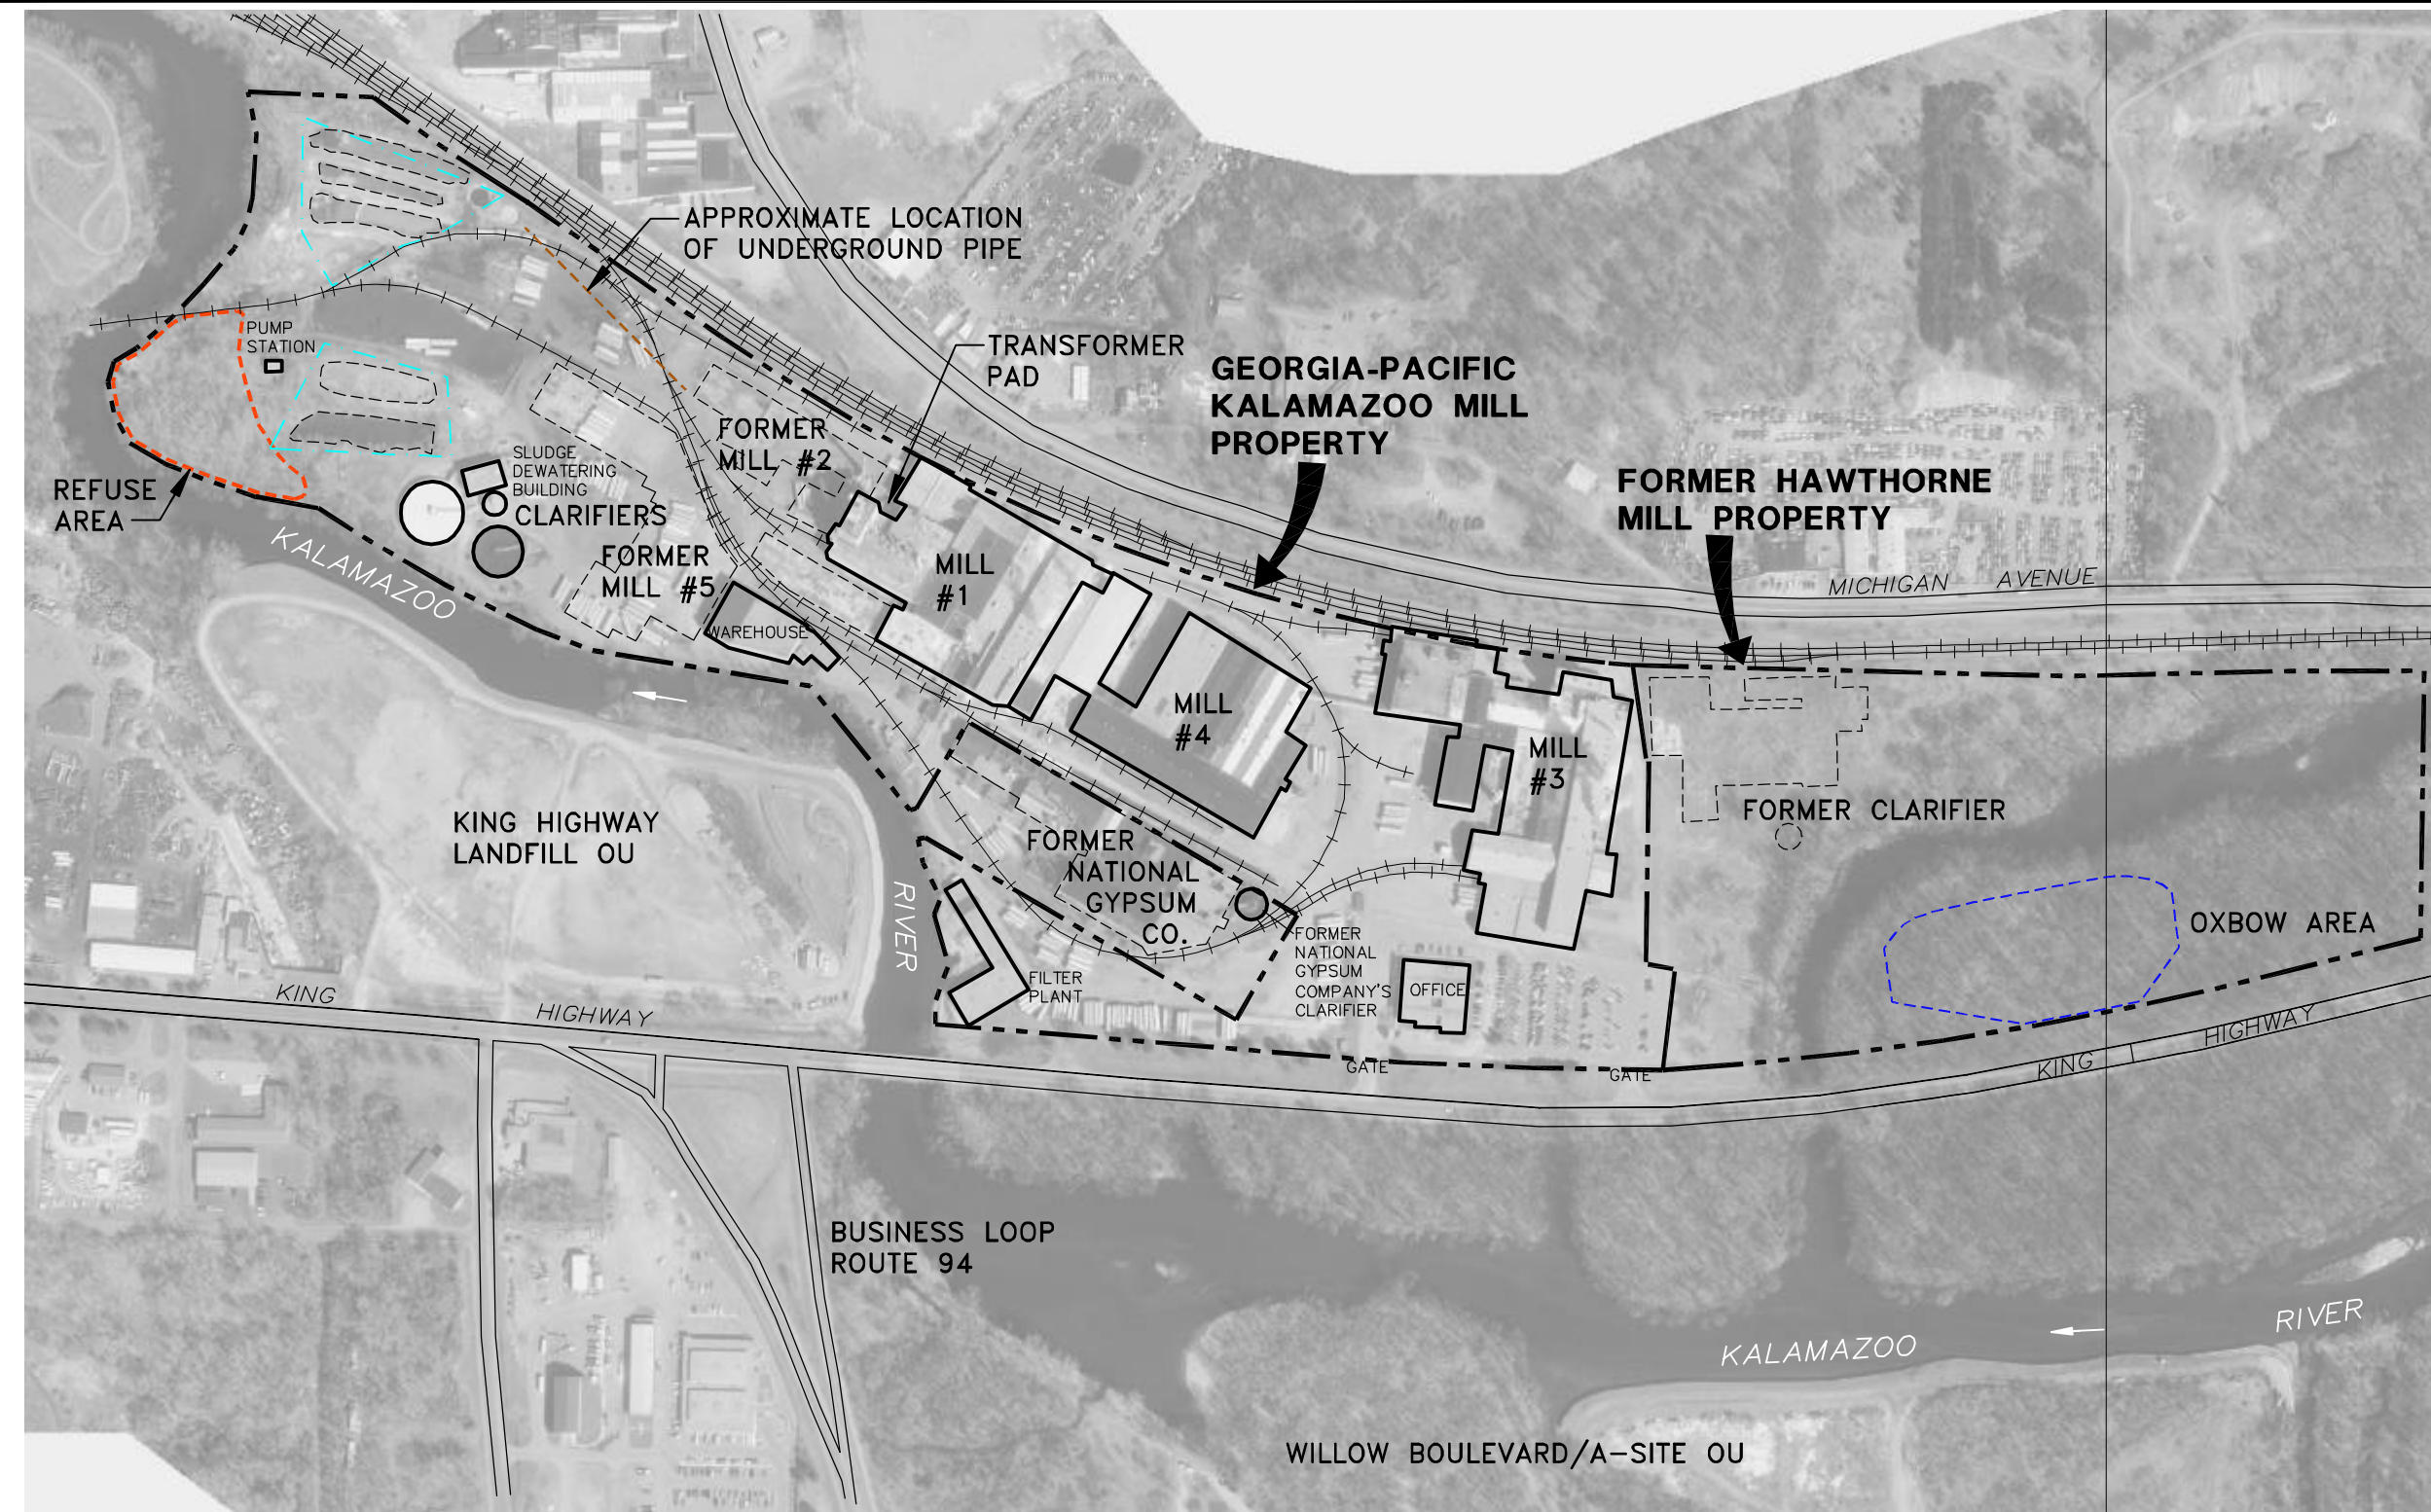 APPROXIMATE LOCATION
OF UNDERGROUND PIPE
PUMP
STATION
TRANSFORMER
PAD
GEORGIA-PACIFIC
KALAMAZOO MILL
PROPERTY
FORMER
MILL #2
FORMER HAWTHORNE
MILL PROPERTY
REFUSE
AREA
SLUDGE
DEWATERING
BUILDING
CLARIFIERS
KALAMAZOO
FORMER
MILL #5
MILL
#1
MICHIGAN AVENUE
WAREHOUSE
MILL
#4
MILL
#3
KING HIGHWAY
LANDFILL OU
FORMER CLARIFIER
FORMER
NATIONAL
GYPSUM
CO.
RIVER
OXBOW AREA
FORMER
NATIONAL
GYPSUM
COMPANY'S
CLARIFIER
FILTER
PLANT
OFFICE
KING
HIGHWAY
GATE
GATE
KING
HIGHWAY
BUSINESS LOOP
ROUTE 94
KALAMAZOO
RIVER
WILLOW BOULEVARD/A-SITE OU